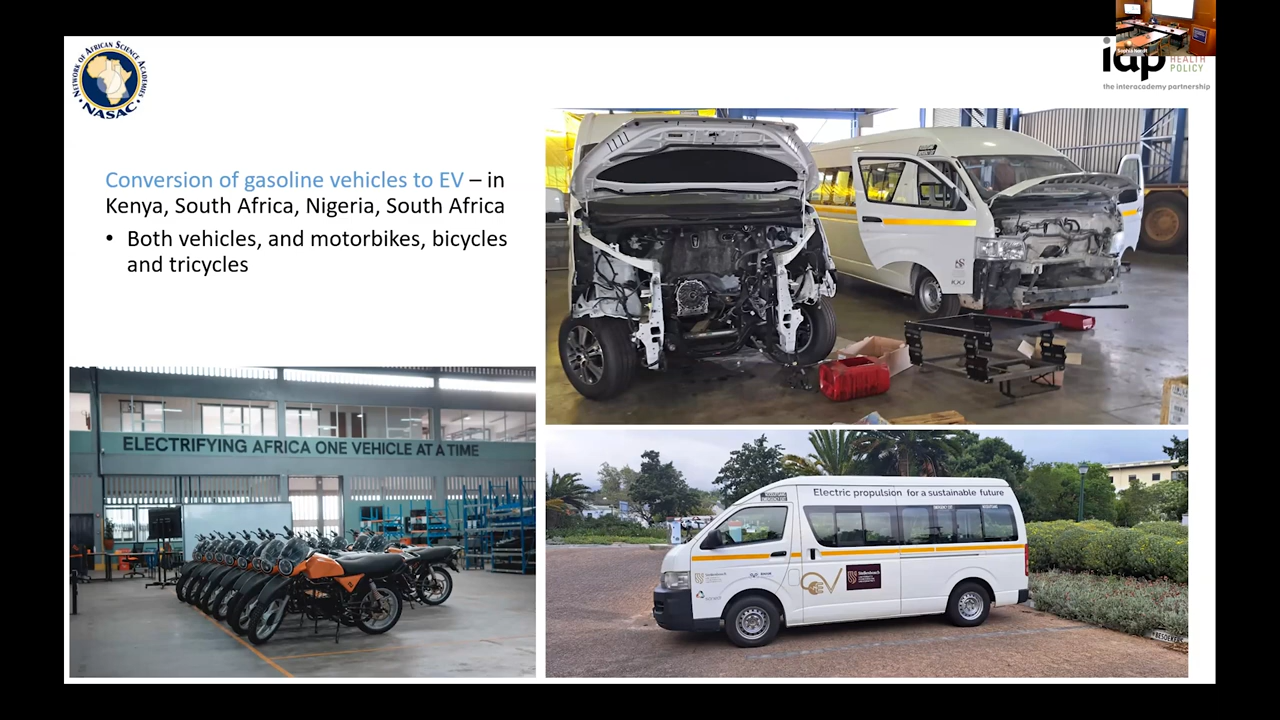 NETWORK OF AFRICAN SCIENCE ACADEMIES
NASAC
iap
HEALTH
POLICY
the interacademy partnership
Conversion of gasoline vehicles to EV – in
Kenya, South Africa, Nigeria, South Africa
• Both vehicles, and motorbikes, bicycles
and tricycles
ELECTRIFYING AFRICA ONE VEHICLE AT A TIME
Electric propulsion for a sustainable future
Stellenbosch